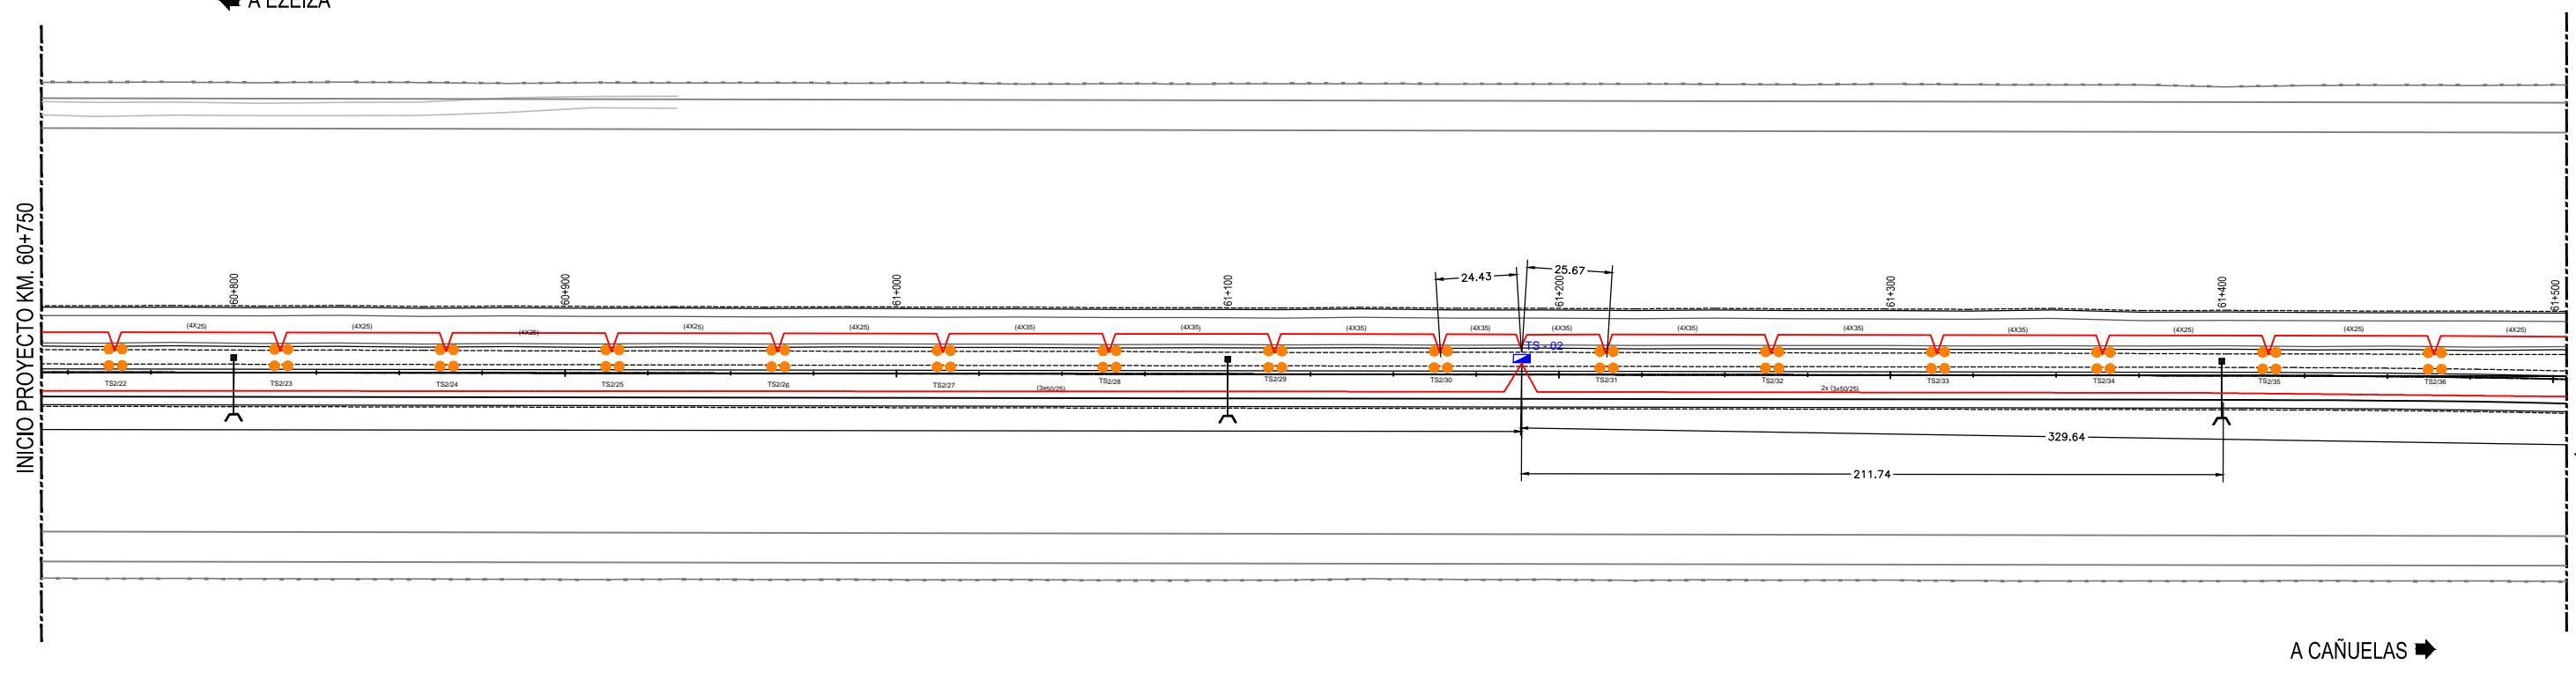 A EZEIZA
INICIO PROYECTO KM. 60+750
60+800
60+900
61+000
61+100
61+200
61+300
61+400
61+500
24.43
25.67
(4X25)
(4X25)
(4X25)
(4X25)
(4X25)
(4X35)
(4X35)
(4X35)
(4X35)
(4X35)
(4X35)
(4X35)
(4X35)
(4X25)
(4X25)
(4X25)
TS - 02
TS2/22
TS2/23
TS2/24
TS2/25
TS2/26
TS2/27
TS2/28
TS2/29
TS2/30
TS2/31
TS2/32
TS2/33
TS2/34
TS2/35
TS2/36
(3x50/25)
2x (3x50/25)
329.64
211.74
A CAÑUELAS